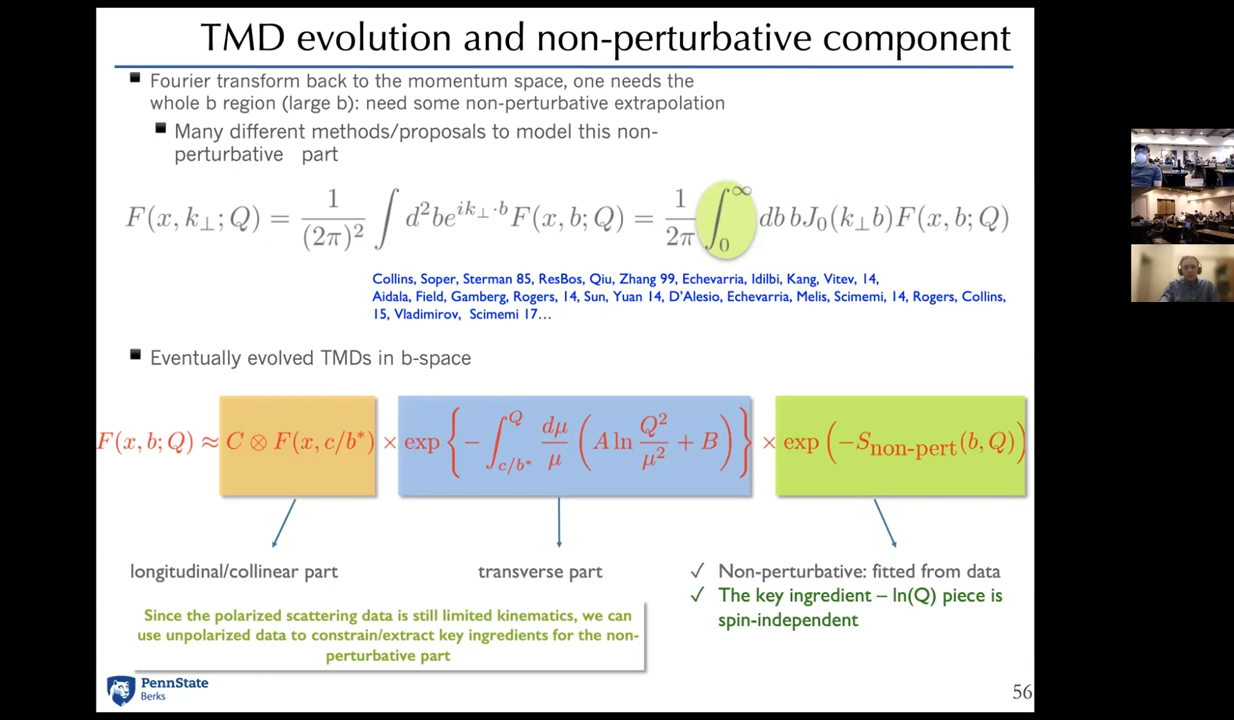 TMD evolution and non-perturbative component
▪ Fourier transform back to the momentum space, one needs the
whole b region (large b): need some non-perturbative extrapolation
▪ Many different methods/proposals to model this non-
perturbative part
F(x, k⊥; Q) = 1/(2π)² ∫ d²b e^{ik⊥·b} F(x, b; Q) = 1/2π ∫₀^∞ db b J₀(k⊥b) F(x, b; Q)
Collins, Soper, Sterman 85, ResBos, Qiu, Zhang 99, Echevarria, Idilbi, Kang, Vitev, 14,
Aidala, Field, Gamberg, Rogers, 14, Sun, Yuan 14, D'Alesio, Echevarria, Melis, Scimemi, 14, Rogers, Collins,
15, Vladimirov, Scimemi 17…
▪ Eventually evolved TMDs in b-space
F(x, b; Q) ≈ C ⊗ F(x, c/b*) × exp{−∫_{c/b*}^{Q} dμ/μ (A ln Q²/μ² + B)} × exp(−S_{non-pert}(b, Q))
longitudinal/collinear part
transverse part
✓ Non-perturbative: fitted from data
✓ The key ingredient – ln(Q) piece is
spin-independent
Since the polarized scattering data is still limited kinematics, we can
use unpolarized data to constrain/extract key ingredients for the non-
perturbative part
PennState
Berks
56